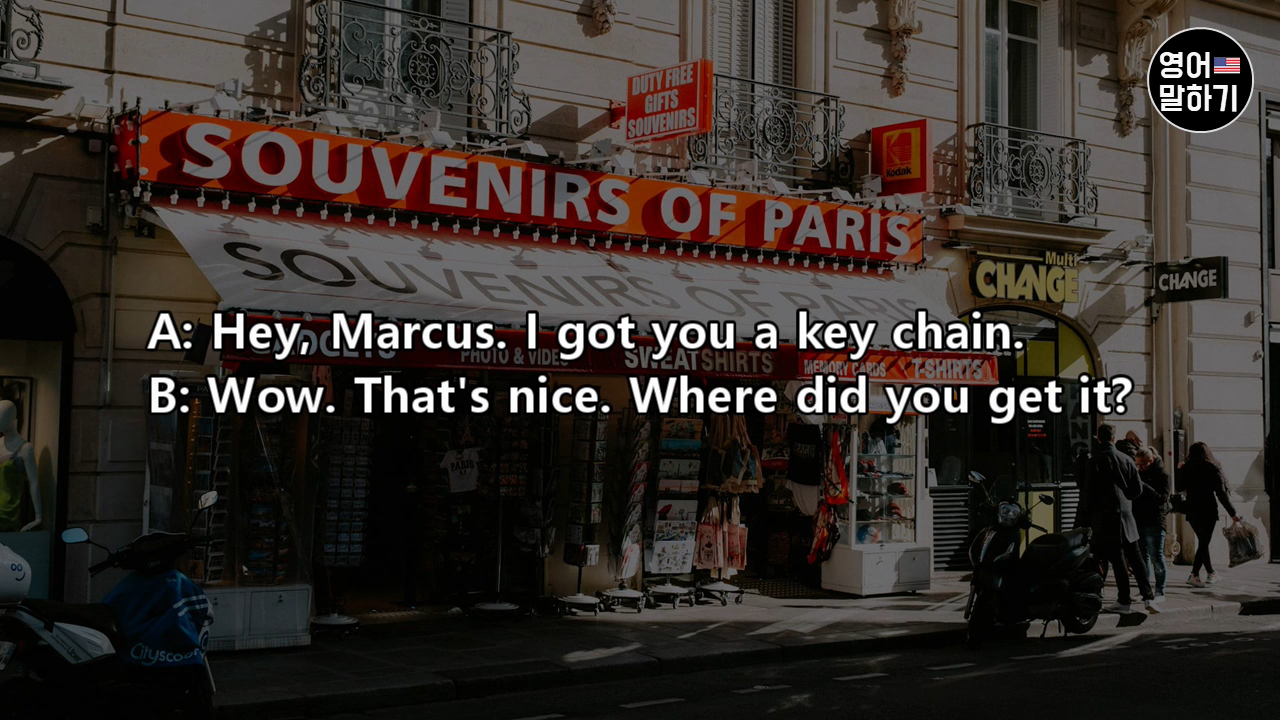 영어
말하기
DUTY FREE
GIFTS
SOUVENIRS
Kodak
SOUVENIRS OF PARIS
SOUVENIRS OF PARIS
Multi
CHANGE
CHANGE
A: Hey, Marcus. I got you a key chain.
PHOTO & VIDEO
SWEATSHIRTS
MEMORY CARDS
T-SHIRTS
B: Wow. That's nice. Where did you get it?
PARIS
Cityscoot